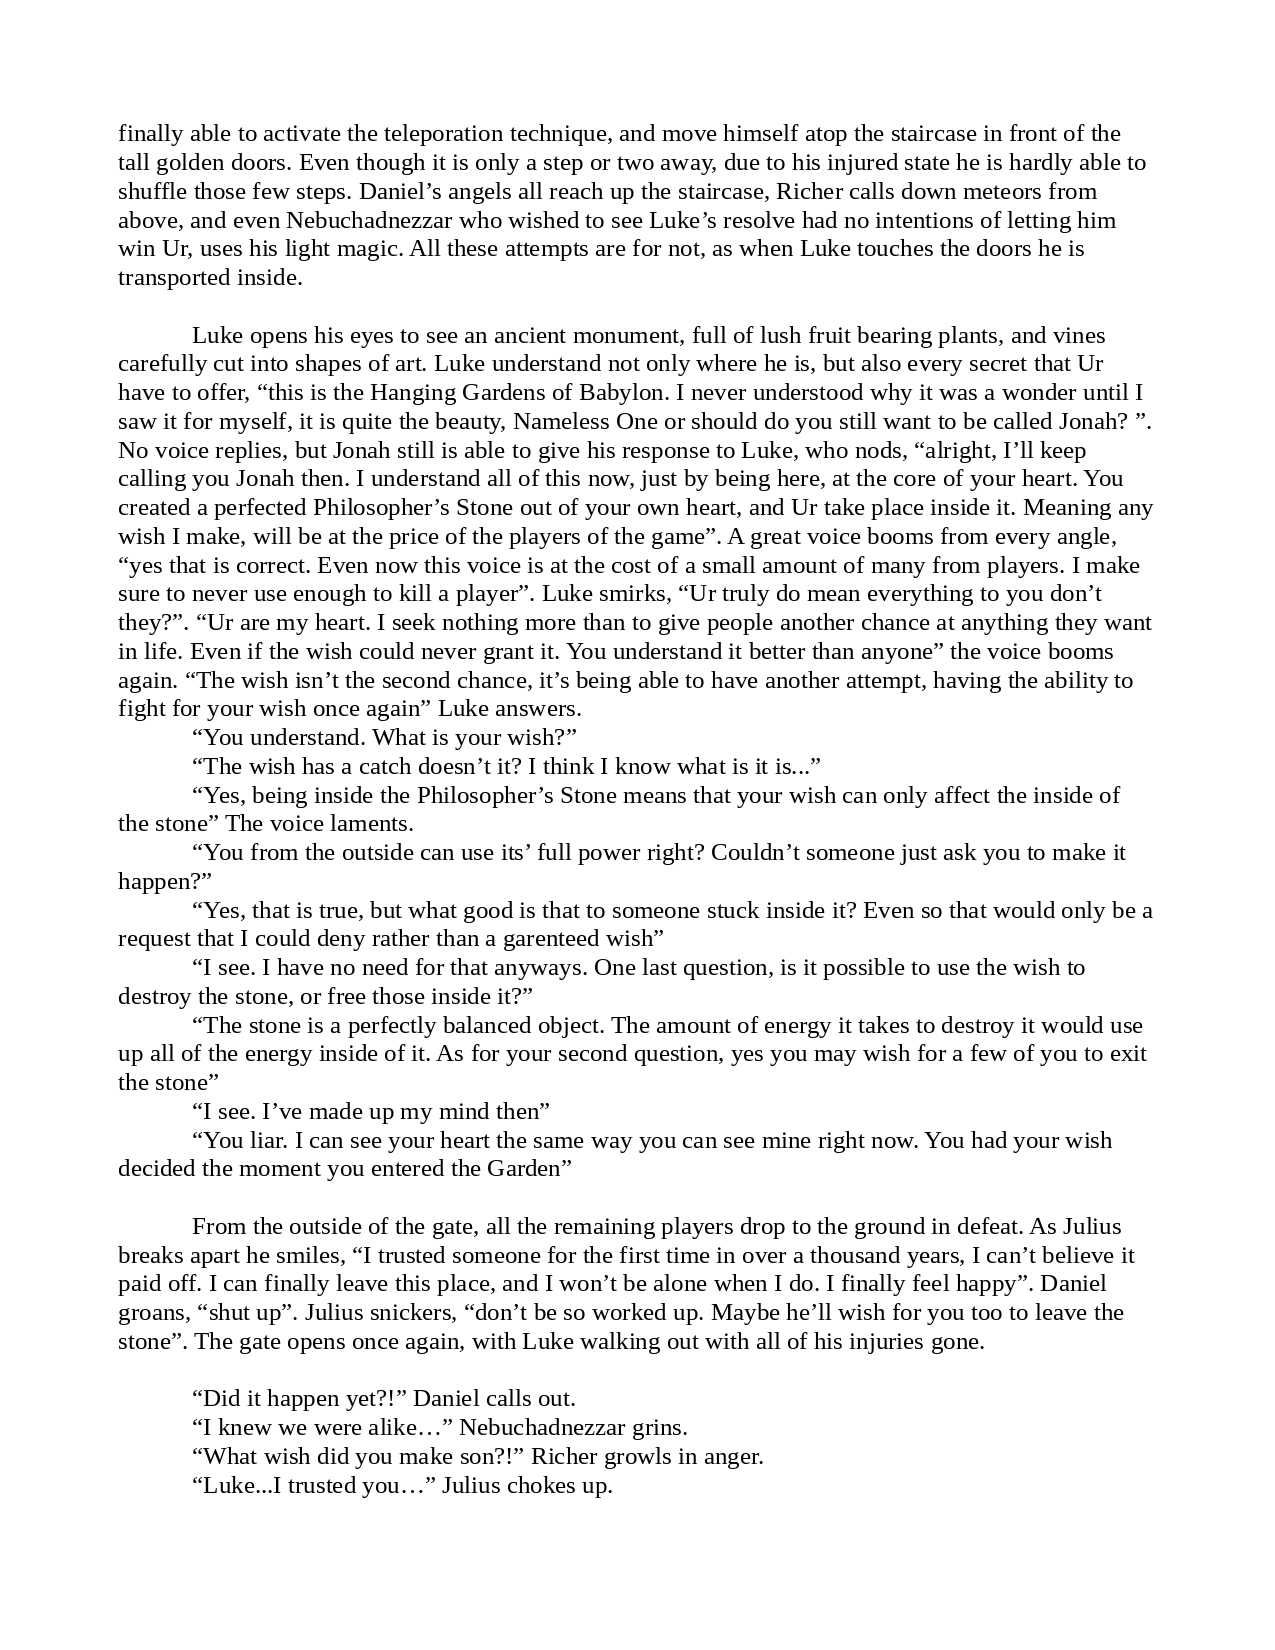 finally able to activate the teleporation technique, and move himself atop the staircase in front of the
tall golden doors. Even though it is only a step or two away, due to his injured state he is hardly able to
shuffle those few steps. Daniel’s angels all reach up the staircase, Richer calls down meteors from
above, and even Nebuchadnezzar who wished to see Luke’s resolve had no intentions of letting him
win Ur, uses his light magic. All these attempts are for not, as when Luke touches the doors he is
transported inside.
Luke opens his eyes to see an ancient monument, full of lush fruit bearing plants, and vines
carefully cut into shapes of art. Luke understand not only where he is, but also every secret that Ur
have to offer, “this is the Hanging Gardens of Babylon. I never understood why it was a wonder until I
saw it for myself, it is quite the beauty, Nameless One or should do you still want to be called Jonah? ”.
No voice replies, but Jonah still is able to give his response to Luke, who nods, “alright, I’ll keep
calling you Jonah then. I understand all of this now, just by being here, at the core of your heart. You
created a perfected Philosopher’s Stone out of your own heart, and Ur take place inside it. Meaning any
wish I make, will be at the price of the players of the game”. A great voice booms from every angle,
“yes that is correct. Even now this voice is at the cost of a small amount of many from players. I make
sure to never use enough to kill a player”. Luke smirks, “Ur truly do mean everything to you don’t
they?”. “Ur are my heart. I seek nothing more than to give people another chance at anything they want
in life. Even if the wish could never grant it. You understand it better than anyone” the voice booms
again. “The wish isn’t the second chance, it’s being able to have another attempt, having the ability to
fight for your wish once again” Luke answers.
“You understand. What is your wish?”
“The wish has a catch doesn’t it? I think I know what is it is...”
“Yes, being inside the Philosopher’s Stone means that your wish can only affect the inside of
the stone” The voice laments.
“You from the outside can use its’ full power right? Couldn’t someone just ask you to make it
happen?”
“Yes, that is true, but what good is that to someone stuck inside it? Even so that would only be a
request that I could deny rather than a garenteed wish”
“I see. I have no need for that anyways. One last question, is it possible to use the wish to
destroy the stone, or free those inside it?”
“The stone is a perfectly balanced object. The amount of energy it takes to destroy it would use
up all of the energy inside of it. As for your second question, yes you may wish for a few of you to exit
the stone”
“I see. I’ve made up my mind then”
“You liar. I can see your heart the same way you can see mine right now. You had your wish
decided the moment you entered the Garden”
From the outside of the gate, all the remaining players drop to the ground in defeat. As Julius
breaks apart he smiles, “I trusted someone for the first time in over a thousand years, I can’t believe it
paid off. I can finally leave this place, and I won’t be alone when I do. I finally feel happy”. Daniel
groans, “shut up”. Julius snickers, “don’t be so worked up. Maybe he’ll wish for you too to leave the
stone”. The gate opens once again, with Luke walking out with all of his injuries gone.
“Did it happen yet?!” Daniel calls out.
“I knew we were alike…” Nebuchadnezzar grins.
“What wish did you make son?!” Richer growls in anger.
“Luke...I trusted you…” Julius chokes up.